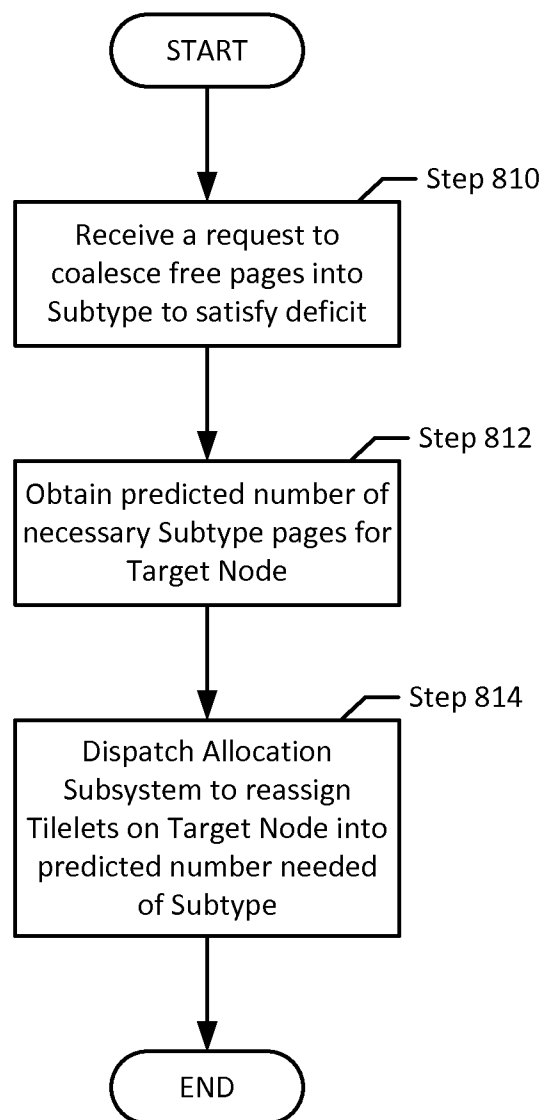 START
Step 810
Receive a request to
coalesce free pages into
Subtype to satisfy deficit
Step 812
Obtain predicted number of
necessary Subtype pages for
Target Node
Step 814
Dispatch Allocation
Subsystem to reassign
Tilelets on Target Node into
predicted number needed
of Subtype
END